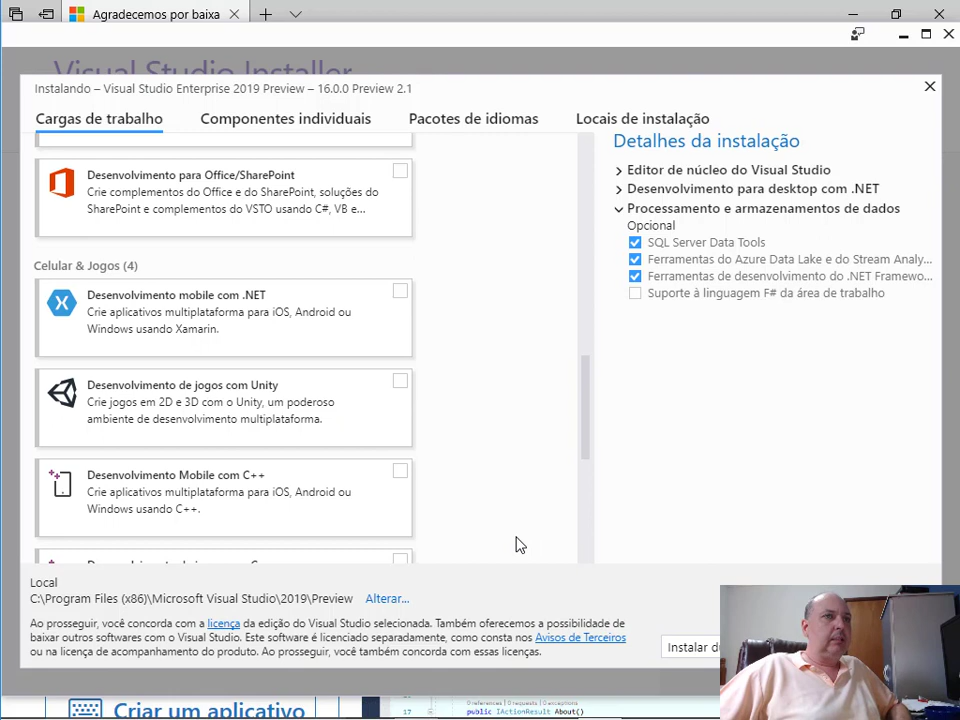 Agradecemos por baixa
Visual Studio Installer
Instalando – Visual Studio Enterprise 2019 Preview – 16.0.0 Preview 2.1
Cargas de trabalho
Componentes individuais
Pacotes de idiomas
Locais de instalação
Desenvolvimento para Office/SharePoint
Crie complementos do Office e do SharePoint, soluções do
SharePoint e complementos do VSTO usando C#, VB e...
Celular & Jogos (4)
Desenvolvimento mobile com .NET
Crie aplicativos multiplataforma para iOS, Android ou
Windows usando Xamarin.
Desenvolvimento de jogos com Unity
Crie jogos em 2D e 3D com o Unity, um poderoso
ambiente de desenvolvimento multiplataforma.
Desenvolvimento Mobile com C++
Crie aplicativos multiplataforma para iOS, Android ou
Windows usando C++.
Detalhes da instalação
Editor de núcleo do Visual Studio
Desenvolvimento para desktop com .NET
Processamento e armazenamentos de dados
Opcional
SQL Server Data Tools
Ferramentas do Azure Data Lake e do Stream Analy...
Ferramentas de desenvolvimento do .NET Framewo...
Suporte à linguagem F# da área de trabalho
Local
C:\Program Files (x86)\Microsoft Visual Studio\2019\Preview Alterar...
Ao prosseguir, você concorda com a licença da edição do Visual Studio selecionada. Também oferecemos a possibilidade de
baixar outros softwares com o Visual Studio. Este software é licenciado separadamente, como consta nos Avisos de Terceiros
ou na licença de acompanhamento do produto. Ao prosseguir, você também concorda com essas licenças.
Instalar du
Criar um aplicativo
0 references | 0 requests | 0 exceptions
17 public IActionResult About()